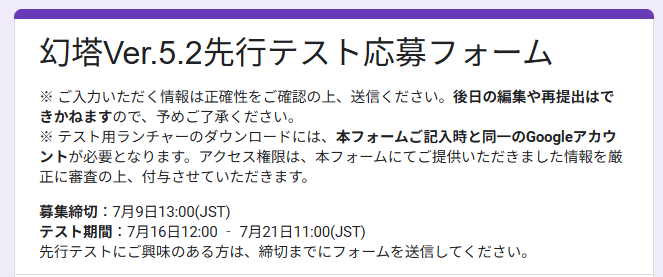 幻塔Ver.5.2先行テスト応募フォーム
※ ご入力いただく情報は正確性をご確認の上、送信ください。後日の編集や再提出はで
きかねますので、予めご了承ください。
※ テスト用ランチャーのダウンロードには、本フォームご記入時と同一のGoogleアカウ
ントが必要となります。アクセス権限は、本フォームにてご提供いただきました情報を厳
正に審査の上、付与させていただきます。
募集締切：7月9日13:00(JST)
テスト期間：7月16日12:00 ‐ 7月21日11:00(JST)
先行テストにご興味のある方は、締切までにフォームを送信してください。